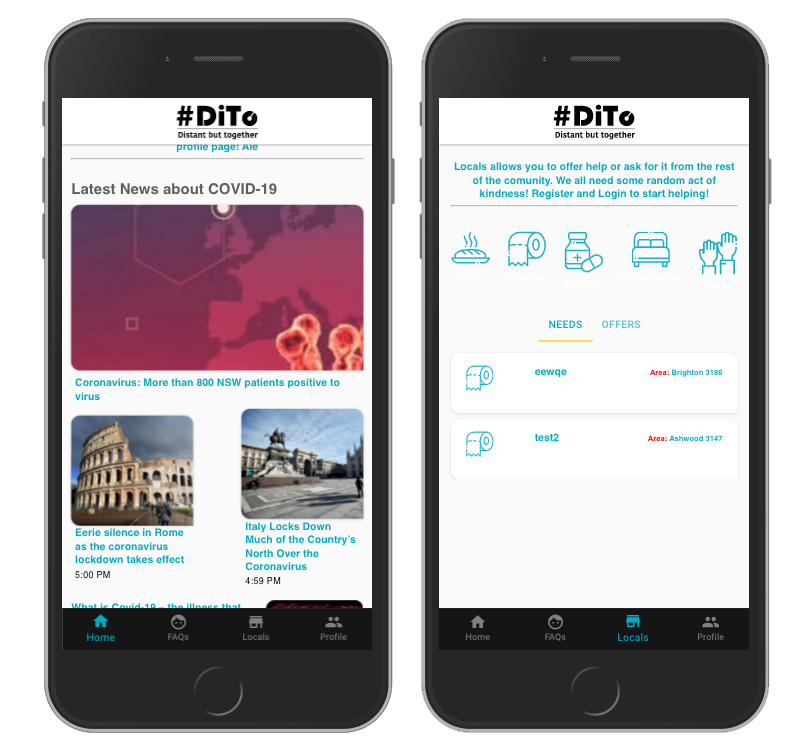 #DiTo
Distant but together
profile page! Ale
Latest News about COVID-19
Coronavirus: More than 800 NSW patients positive to
virus
Eerie silence in Rome
as the coronavirus
lockdown takes effect
5:00 PM
Italy Locks Down
Much of the Country's
North Over the
Coronavirus
4:59 PM
What is Covid-19 – the illness that
Home
FAQs
Locals
Profile
#DiTo
Distant but together
Locals allows you to offer help or ask for it from the rest
of the comunity. We all need some random act of
kindness! Register and Login to start helping!
NEEDS
OFFERS
eewqe
Area: Brighton 3186
test2
Area: Ashwood 3147
Home
FAQs
Locals
Profile